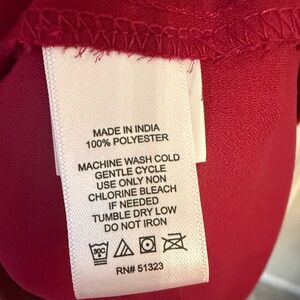 MADE IN INDIA
100% POLYESTER
MACHINE WASH COLD
GENTLE CYCLE
USE ONLY NON
CHLORINE BLEACH
IF NEEDED
TUMBLE DRY LOW
DO NOT IRON
RN# 51323